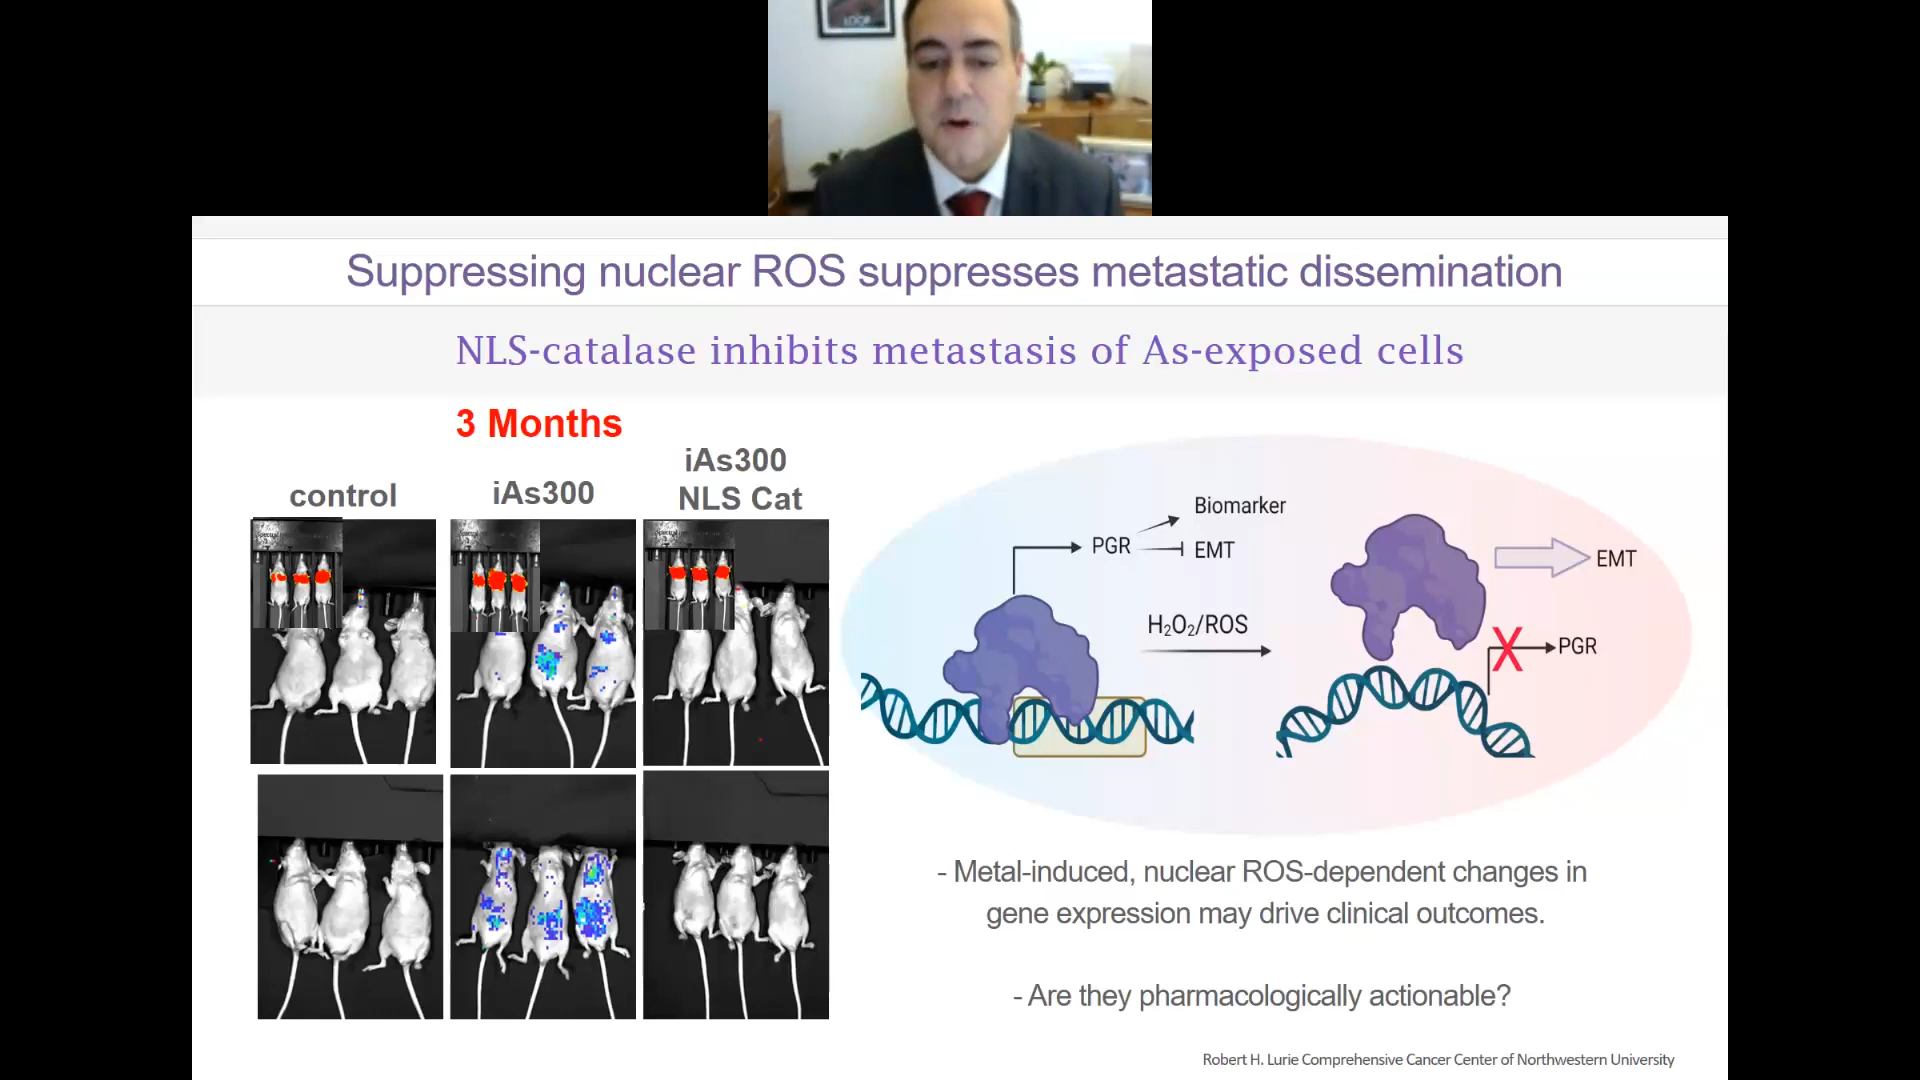 LOOP
Suppressing nuclear ROS suppresses metastatic dissemination
NLS-catalase inhibits metastasis of As-exposed cells
3 Months
control
iAs300
iAs300
NLS Cat
Biomarker
PGR
EMT
H₂O₂/ROS
EMT
X
PGR
- Metal-induced, nuclear ROS-dependent changes in
gene expression may drive clinical outcomes.
- Are they pharmacologically actionable?
Robert H. Lurie Comprehensive Cancer Center of Northwestern University